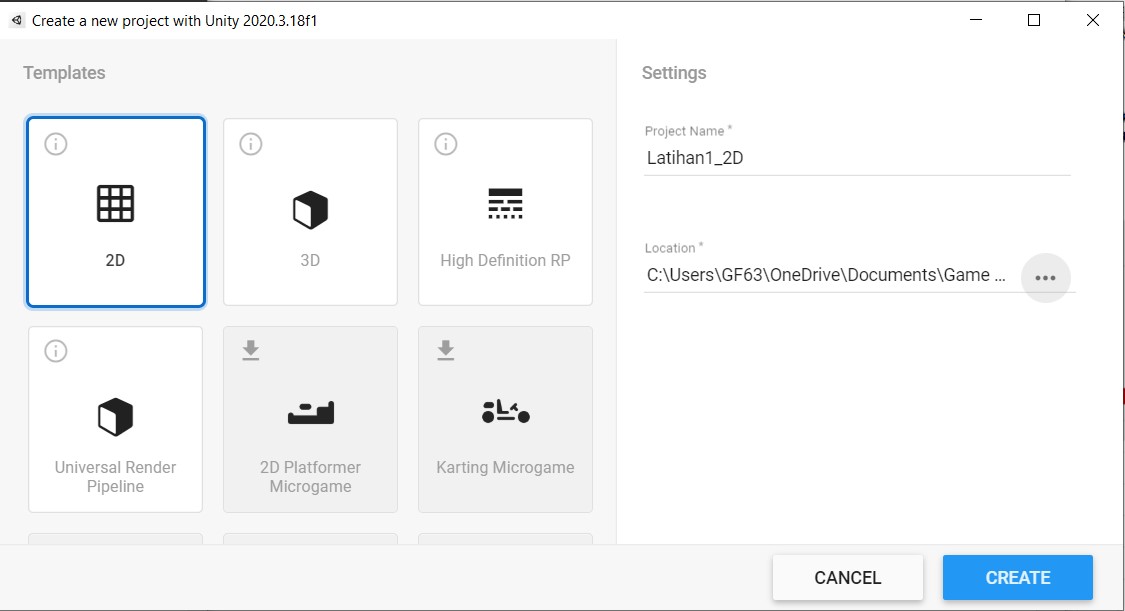 Create a new project with Unity 2020.3.18f1
Templates
2D
3D
High Definition RP
Universal Render
Pipeline
2D Platformer
Microgame
Karting Microgame
Settings
Project Name *
Latihan1_2D
Location *
C:\Users\GF63\OneDrive\Documents\Game ...
CANCEL
CREATE